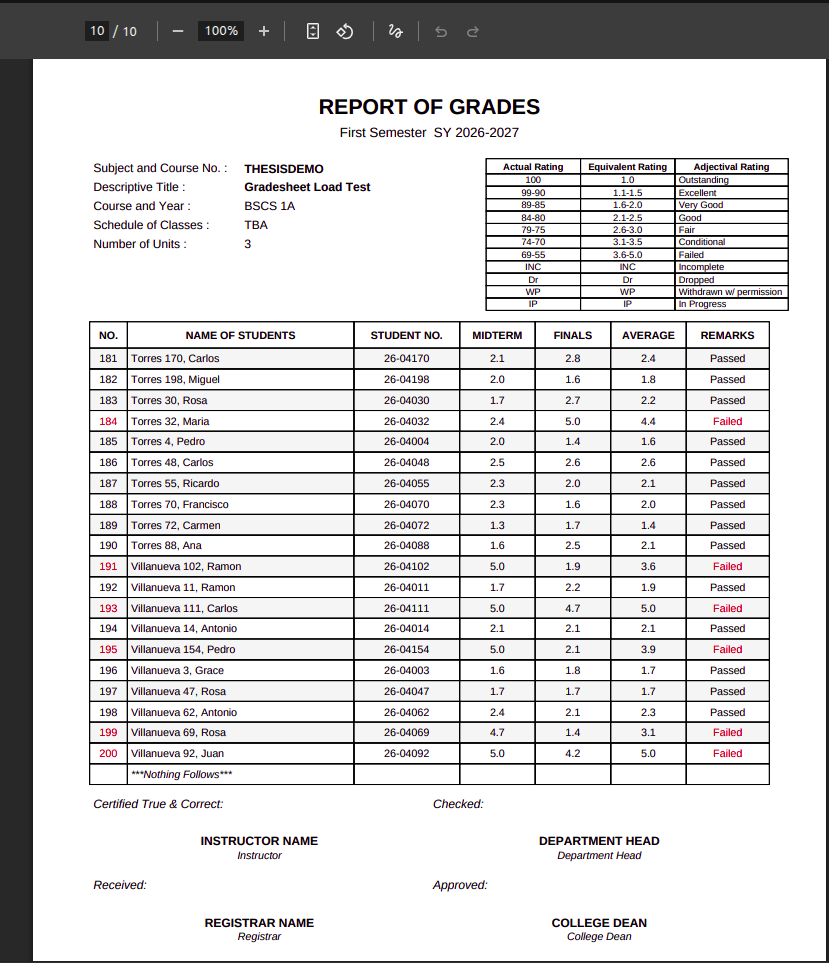 10 / 10 100%
REPORT OF GRADES
First Semester SY 2026-2027
Subject and Course No. : THESISDEMO
Descriptive Title : Gradesheet Load Test
Course and Year : BSCS 1A
Schedule of Classes : TBA
Number of Units : 3
Actual Rating Equivalent Rating Adjectival Rating
100 1.0 Outstanding
99-90 1.1-1.5 Excellent
89-85 1.6-2.0 Very Good
84-80 2.1-2.5 Good
79-75 2.6-3.0 Fair
74-70 3.1-3.5 Conditional
69-55 3.6-5.0 Failed
INC INC Incomplete
Dr Dr Dropped
WP WP Withdrawn w/ permission
IP IP In Progress
NO. NAME OF STUDENTS STUDENT NO. MIDTERM FINALS AVERAGE REMARKS
181 Torres 170, Carlos 26-04170 2.1 2.8 2.4 Passed
182 Torres 198, Miguel 26-04198 2.0 1.6 1.8 Passed
183 Torres 30, Rosa 26-04030 1.7 2.7 2.2 Passed
184 Torres 32, Maria 26-04032 2.4 5.0 4.4 Failed
185 Torres 4, Pedro 26-04004 2.0 1.4 1.6 Passed
186 Torres 48, Carlos 26-04048 2.5 2.6 2.6 Passed
187 Torres 55, Ricardo 26-04055 2.3 2.0 2.1 Passed
188 Torres 70, Francisco 26-04070 2.3 1.6 2.0 Passed
189 Torres 72, Carmen 26-04072 1.3 1.7 1.4 Passed
190 Torres 88, Ana 26-04088 1.6 2.5 2.1 Passed
191 Villanueva 102, Ramon 26-04102 5.0 1.9 3.6 Failed
192 Villanueva 11, Ramon 26-04011 1.7 2.2 1.9 Passed
193 Villanueva 111, Carlos 26-04111 5.0 4.7 5.0 Failed
194 Villanueva 14, Antonio 26-04014 2.1 2.1 2.1 Passed
195 Villanueva 154, Pedro 26-04154 5.0 2.1 3.9 Failed
196 Villanueva 3, Grace 26-04003 1.6 1.8 1.7 Passed
197 Villanueva 47, Rosa 26-04047 1.7 1.7 1.7 Passed
198 Villanueva 62, Antonio 26-04062 2.4 2.1 2.3 Passed
199 Villanueva 69, Rosa 26-04069 4.7 1.4 3.1 Failed
200 Villanueva 92, Juan 26-04092 5.0 4.2 5.0 Failed
***Nothing Follows***
Certified True & Correct: Checked:
INSTRUCTOR NAME DEPARTMENT HEAD
Instructor Department Head
Received: Approved:
REGISTRAR NAME COLLEGE DEAN
Registrar College Dean